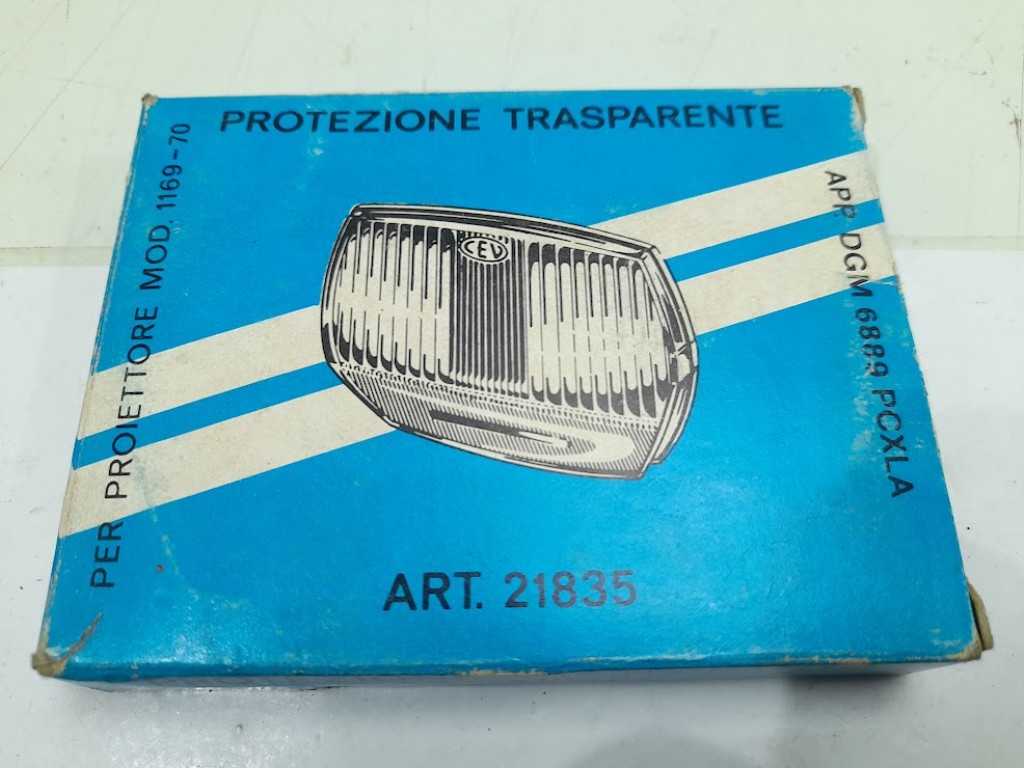 PROTEZIONE TRASPARENTE
PER PROIETTORE MOD. 1169-70
CEV
APP. DGM 6889 PCXLA
ART. 21835